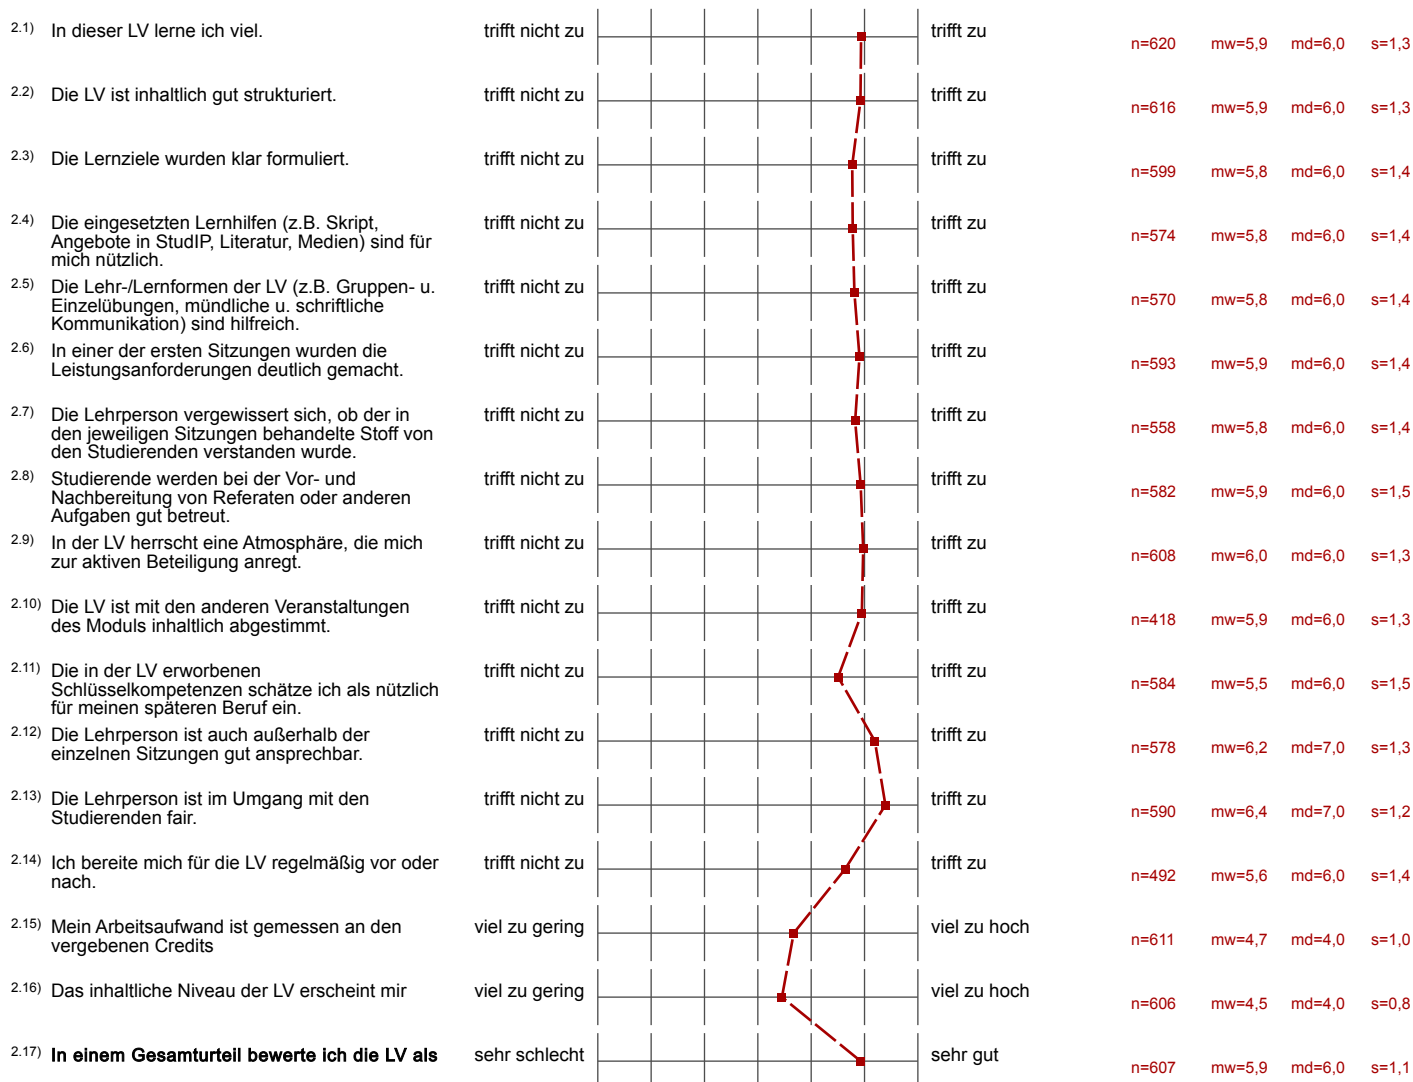 2.1) In dieser LV lerne ich viel. trifft nicht zu trifft zu n=620 mw=5,9 md=6,0 s=1,3
2.2) Die LV ist inhaltlich gut strukturiert. trifft nicht zu trifft zu n=616 mw=5,9 md=6,0 s=1,3
2.3) Die Lernziele wurden klar formuliert. trifft nicht zu trifft zu n=599 mw=5,8 md=6,0 s=1,4
2.4) Die eingesetzten Lernhilfen (z.B. Skript, trifft nicht zu trifft zu n=574 mw=5,8 md=6,0 s=1,4
Angebote in StudIP, Literatur, Medien) sind für
mich nützlich.
2.5) Die Lehr-/Lernformen der LV (z.B. Gruppen- u. trifft nicht zu trifft zu n=570 mw=5,8 md=6,0 s=1,4
Einzelübungen, mündliche u. schriftliche
Kommunikation) sind hilfreich.
2.6) In einer der ersten Sitzungen wurden die trifft nicht zu trifft zu n=593 mw=5,9 md=6,0 s=1,4
Leistungsanforderungen deutlich gemacht.
2.7) Die Lehrperson vergewissert sich, ob der in trifft nicht zu trifft zu n=558 mw=5,8 md=6,0 s=1,4
den jeweiligen Sitzungen behandelte Stoff von
den Studierenden verstanden wurde.
2.8) Studierende werden bei der Vor- und trifft nicht zu trifft zu n=582 mw=5,9 md=6,0 s=1,5
Nachbereitung von Referaten oder anderen
Aufgaben gut betreut.
2.9) In der LV herrscht eine Atmosphäre, die mich trifft nicht zu trifft zu n=608 mw=6,0 md=6,0 s=1,3
zur aktiven Beteiligung anregt.
2.10) Die LV ist mit den anderen Veranstaltungen trifft nicht zu trifft zu n=418 mw=5,9 md=6,0 s=1,3
des Moduls inhaltlich abgestimmt.
2.11) Die in der LV erworbenen trifft nicht zu trifft zu n=584 mw=5,5 md=6,0 s=1,5
Schlüsselkompetenzen schätze ich als nützlich
für meinen späteren Beruf ein.
2.12) Die Lehrperson ist auch außerhalb der trifft nicht zu trifft zu n=578 mw=6,2 md=7,0 s=1,3
einzelnen Sitzungen gut ansprechbar.
2.13) Die Lehrperson ist im Umgang mit den trifft nicht zu trifft zu n=590 mw=6,4 md=7,0 s=1,2
Studierenden fair.
2.14) Ich bereite mich für die LV regelmäßig vor oder trifft nicht zu trifft zu n=492 mw=5,6 md=6,0 s=1,4
nach.
2.15) Mein Arbeitsaufwand ist gemessen an den viel zu gering viel zu hoch n=611 mw=4,7 md=4,0 s=1,0
vergebenen Credits
2.16) Das inhaltliche Niveau der LV erscheint mir viel zu gering viel zu hoch n=606 mw=4,5 md=4,0 s=0,8
2.17) In einem Gesamturteil bewerte ich die LV als sehr schlecht sehr gut n=607 mw=5,9 md=6,0 s=1,1